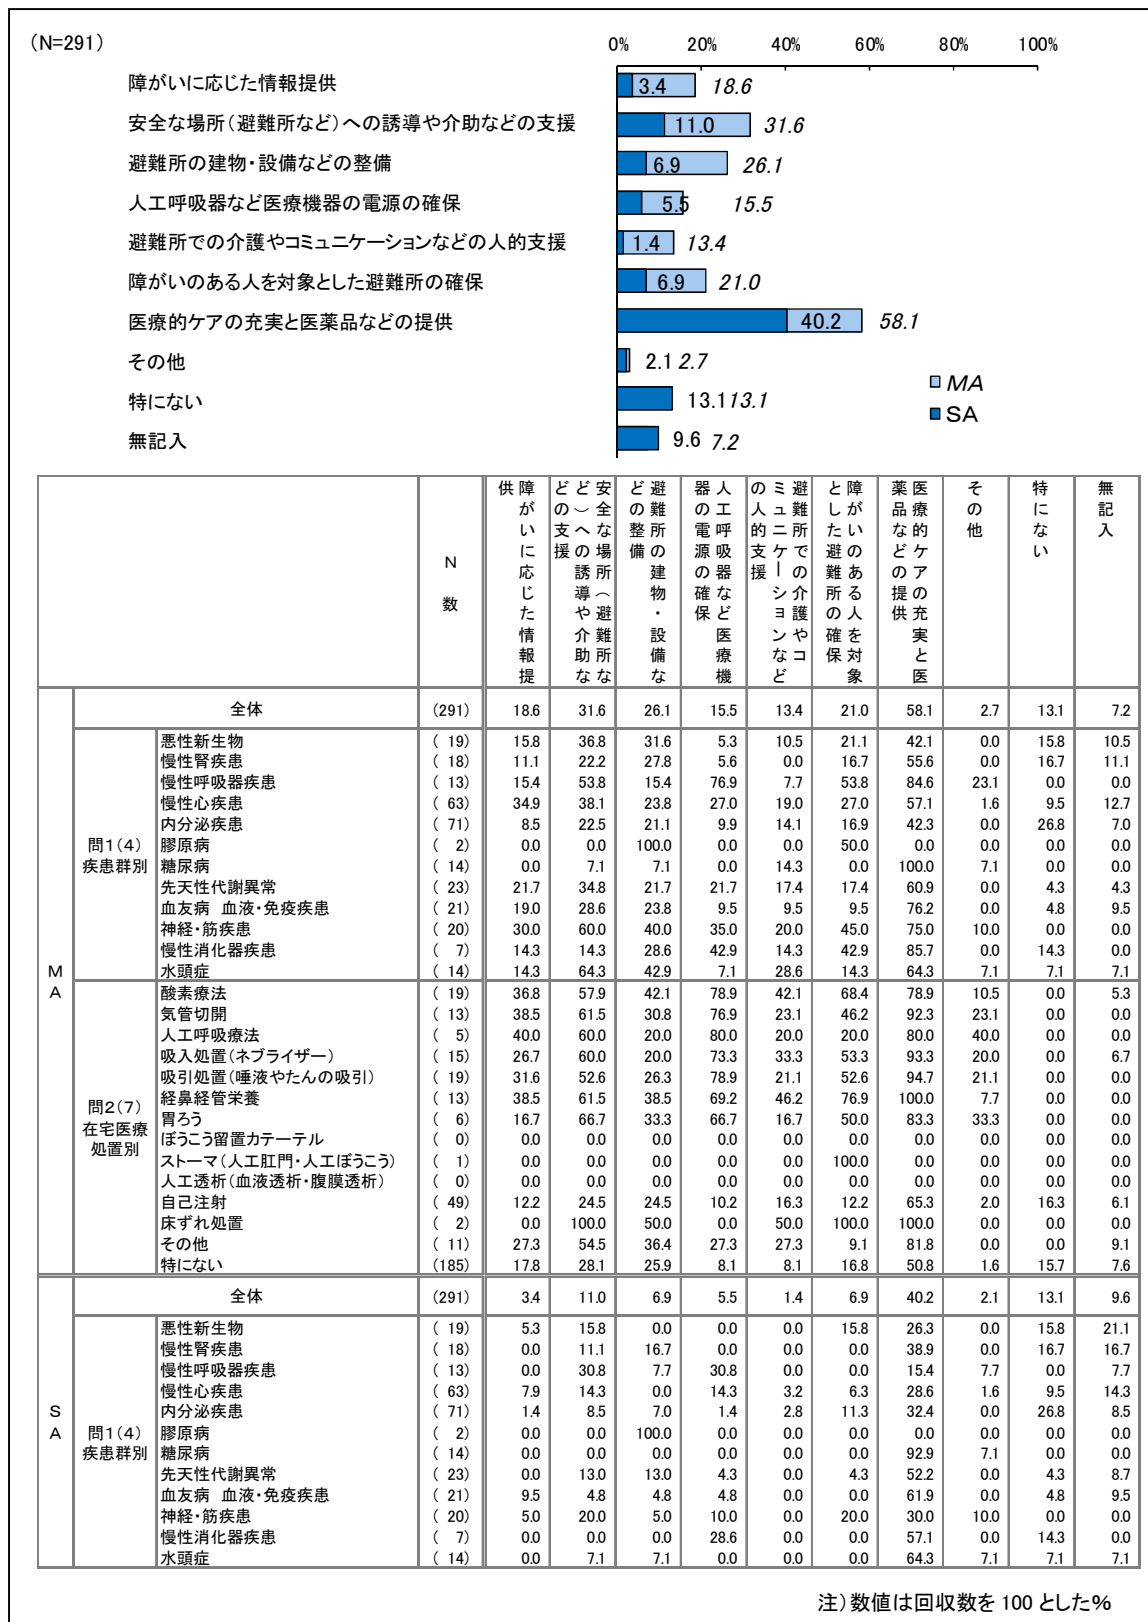 (N=291)
0% 20% 40% 60% 80% 100%
障がいに応じた情報提供 3.4 18.6
安全な場所(避難所など)への誘導や介助などの支援 11.0 31.6
避難所の建物・設備などの整備 6.9 26.1
人工呼吸器など医療機器の電源の確保 5.5 15.5
避難所での介護やコミュニケーションなどの人的支援 1.4 13.4
障がいのある人を対象とした避難所の確保 6.9 21.0
医療的ケアの充実と医薬品などの提供 40.2 58.1
その他 2.1 2.7
特にない 13.1 13.1
無記入 9.6 7.2
MA
SA
N数
障がいに応じた情報提供
安全な場所(避難所など)への誘導や介助などの支援
避難所の建物・設備などの整備
人工呼吸器など医療機器の電源の確保
避難所での介護やコミュニケーションなどの人的支援
障がいのある人を対象とした避難所の確保
医療的ケアの充実と医薬品などの提供
その他
特にない
無記入
MA
全体 (291) 18.6 31.6 26.1 15.5 13.4 21.0 58.1 2.7 13.1 7.2
問1(4)
疾患群別
悪性新生物 ( 19) 15.8 36.8 31.6 5.3 10.5 21.1 42.1 0.0 15.8 10.5
慢性腎疾患 ( 18) 11.1 22.2 27.8 5.6 0.0 16.7 55.6 0.0 16.7 11.1
慢性呼吸器疾患 ( 13) 15.4 53.8 15.4 76.9 7.7 53.8 84.6 23.1 0.0 0.0
慢性心疾患 ( 63) 34.9 38.1 23.8 27.0 19.0 27.0 57.1 1.6 9.5 12.7
内分泌疾患 ( 71) 8.5 22.5 21.1 9.9 14.1 16.9 42.3 0.0 26.8 7.0
膠原病 ( 2) 0.0 0.0 100.0 0.0 0.0 50.0 0.0 0.0 0.0 0.0
糖尿病 ( 14) 0.0 7.1 7.1 0.0 14.3 0.0 100.0 7.1 0.0 0.0
先天性代謝異常 ( 23) 21.7 34.8 21.7 21.7 17.4 17.4 60.9 0.0 4.3 4.3
血友病 血液・免疫疾患 ( 21) 19.0 28.6 23.8 9.5 9.5 9.5 76.2 0.0 4.8 9.5
神経・筋疾患 ( 20) 30.0 60.0 40.0 35.0 20.0 45.0 75.0 10.0 0.0 0.0
慢性消化器疾患 ( 7) 14.3 14.3 28.6 42.9 14.3 42.9 85.7 0.0 14.3 0.0
水頭症 ( 14) 14.3 64.3 42.9 7.1 28.6 14.3 64.3 7.1 7.1 7.1
問2(7)
在宅医療
処置別
酸素療法 ( 19) 36.8 57.9 42.1 78.9 42.1 68.4 78.9 10.5 0.0 5.3
気管切開 ( 13) 38.5 61.5 30.8 76.9 23.1 46.2 92.3 23.1 0.0 0.0
人工呼吸療法 ( 5) 40.0 60.0 20.0 80.0 20.0 20.0 80.0 40.0 0.0 0.0
吸入処置(ネブライザー) ( 15) 26.7 60.0 20.0 73.3 33.3 53.3 93.3 20.0 0.0 6.7
吸引処置(唾液やたんの吸引) ( 19) 31.6 52.6 26.3 78.9 21.1 52.6 94.7 21.1 0.0 0.0
経鼻経管栄養 ( 13) 38.5 61.5 38.5 69.2 46.2 76.9 100.0 7.7 0.0 0.0
胃ろう ( 6) 16.7 66.7 33.3 66.7 16.7 50.0 83.3 33.3 0.0 0.0
ぼうこう留置カテーテル ( 0) 0.0 0.0 0.0 0.0 0.0 0.0 0.0 0.0 0.0 0.0
ストーマ(人工肛門・人工ぼうこう) ( 1) 0.0 0.0 0.0 0.0 0.0 100.0 0.0 0.0 0.0 0.0
人工透析(血液透析・腹膜透析) ( 0) 0.0 0.0 0.0 0.0 0.0 0.0 0.0 0.0 0.0 0.0
自己注射 ( 49) 12.2 24.5 24.5 10.2 16.3 12.2 65.3 2.0 16.3 6.1
床ずれ処置 ( 2) 0.0 100.0 50.0 0.0 50.0 100.0 100.0 0.0 0.0 0.0
その他 ( 11) 27.3 54.5 36.4 27.3 27.3 9.1 81.8 0.0 0.0 9.1
特にない (185) 17.8 28.1 25.9 8.1 8.1 16.8 50.8 1.6 15.7 7.6
SA
全体 (291) 3.4 11.0 6.9 5.5 1.4 6.9 40.2 2.1 13.1 9.6
問1(4)
疾患群別
悪性新生物 ( 19) 5.3 15.8 0.0 0.0 0.0 15.8 26.3 0.0 15.8 21.1
慢性腎疾患 ( 18) 0.0 11.1 16.7 0.0 0.0 0.0 38.9 0.0 16.7 16.7
慢性呼吸器疾患 ( 13) 0.0 30.8 7.7 30.8 0.0 0.0 15.4 7.7 0.0 7.7
慢性心疾患 ( 63) 7.9 14.3 0.0 14.3 3.2 6.3 28.6 1.6 9.5 14.3
内分泌疾患 ( 71) 1.4 8.5 7.0 1.4 2.8 11.3 32.4 0.0 26.8 8.5
膠原病 ( 2) 0.0 0.0 100.0 0.0 0.0 0.0 0.0 0.0 0.0 0.0
糖尿病 ( 14) 0.0 0.0 0.0 0.0 0.0 0.0 92.9 7.1 0.0 0.0
先天性代謝異常 ( 23) 0.0 13.0 13.0 4.3 0.0 4.3 52.2 0.0 4.3 8.7
血友病 血液・免疫疾患 ( 21) 9.5 4.8 4.8 4.8 0.0 0.0 61.9 0.0 4.8 9.5
神経・筋疾患 ( 20) 5.0 20.0 5.0 10.0 0.0 20.0 30.0 10.0 0.0 0.0
慢性消化器疾患 ( 7) 0.0 0.0 0.0 28.6 0.0 0.0 57.1 0.0 14.3 0.0
水頭症 ( 14) 0.0 7.1 7.1 0.0 0.0 0.0 64.3 7.1 7.1 7.1
注)数値は回収数を 100 とした%